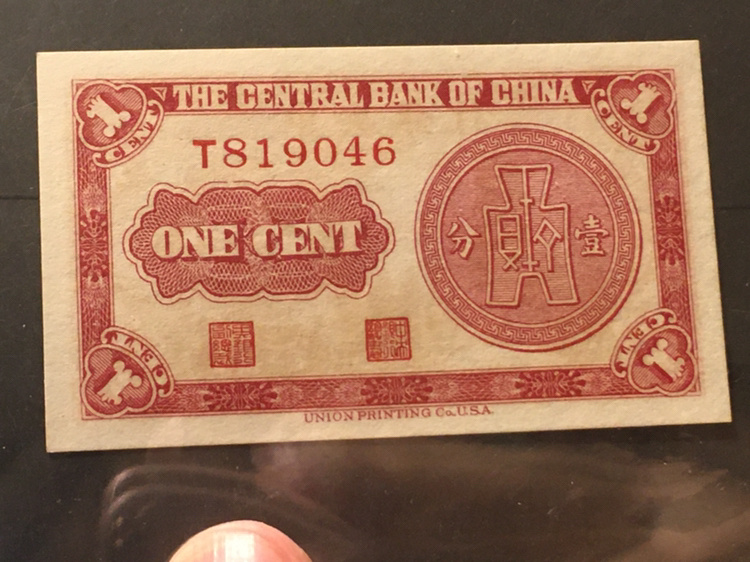 THE CENTRAL BANK OF CHINA
1 CENT
1 CENT
T819046
ONE CENT
分 壹
1 CENT
1 CENT
UNION PRINTING Co. U.S.A.